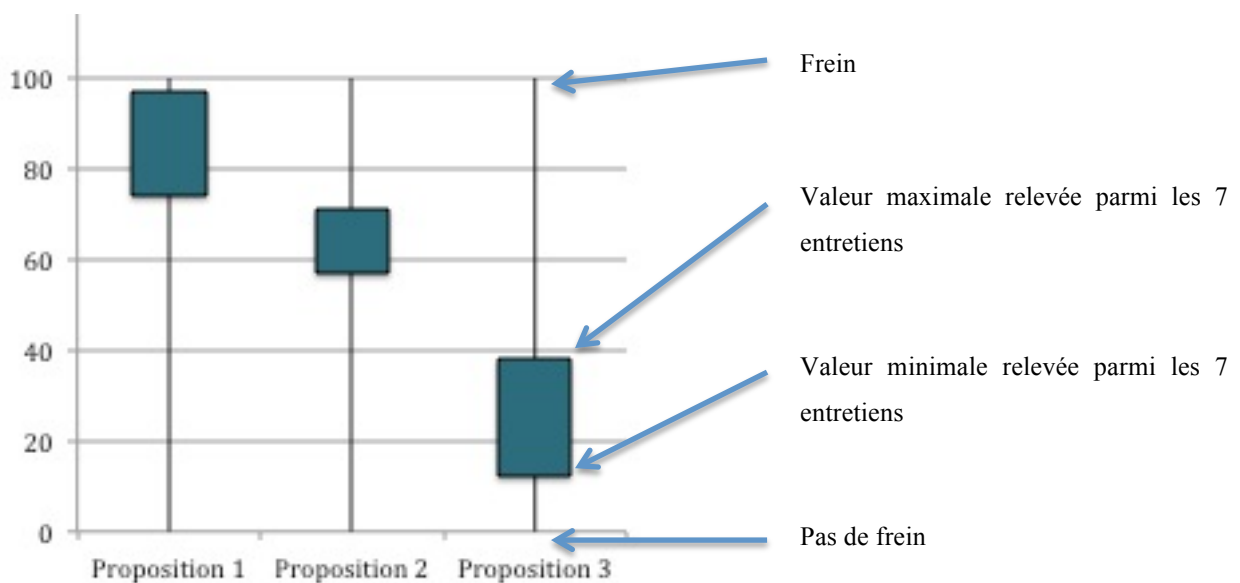 Frein
100
80
Valeur maximale relevée parmi les 7
entretiens
60
40
Valeur minimale relevée parmi les 7
entretiens
20
0
Pas de frein
Proposition 1 Proposition 2 Proposition 3